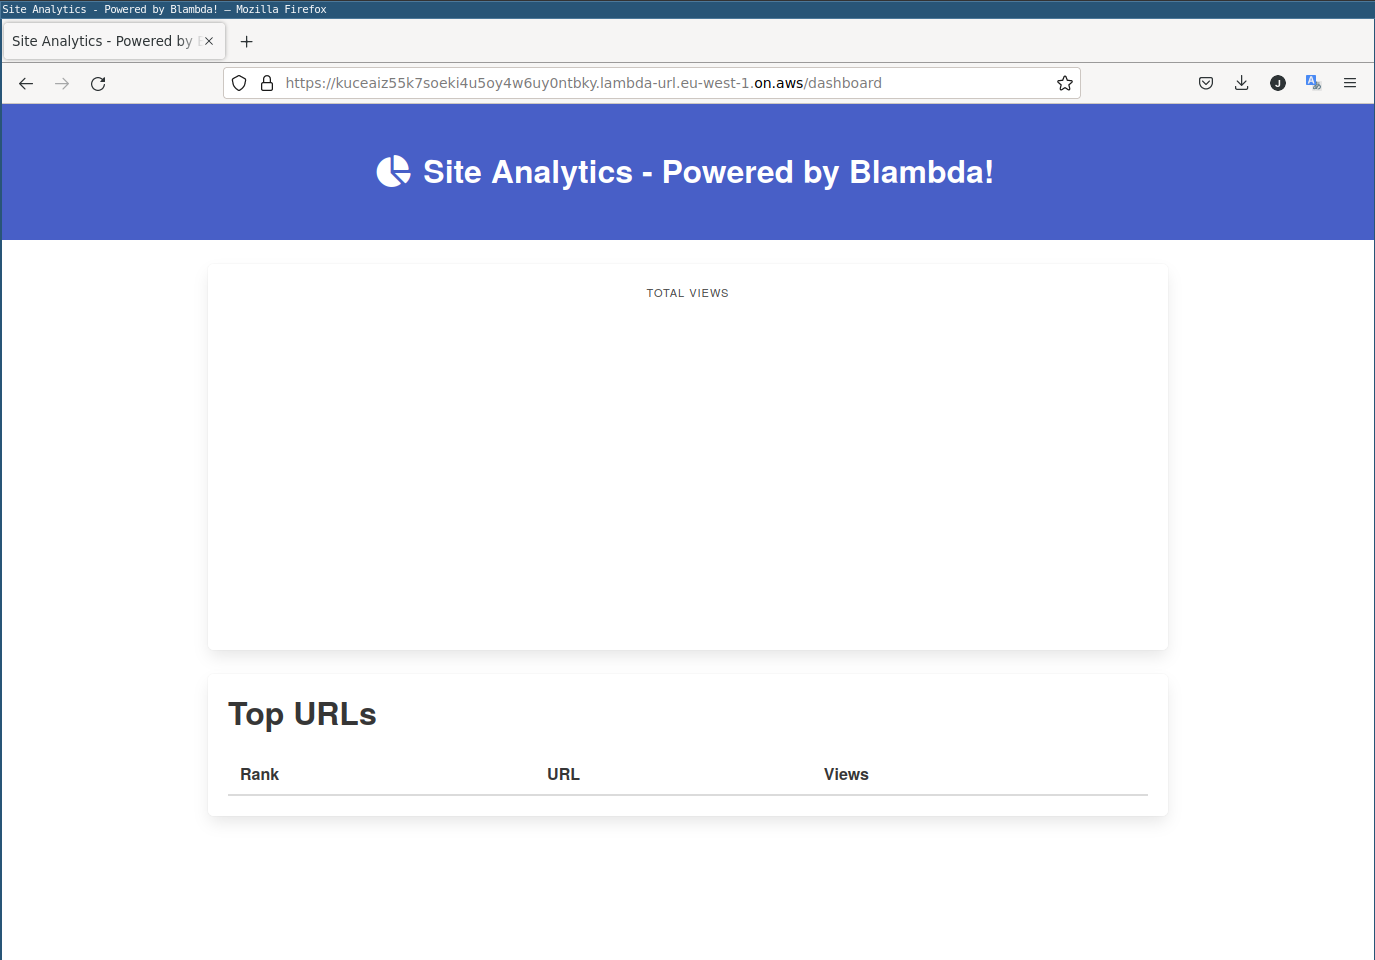 Site Analytics - Powered by Blambda! — Mozilla Firefox
Site Analytics - Powered by
https://kuceaiz55k7soeki4u5oy4w6uy0ntbky.lambda-url.eu-west-1.on.aws/dashboard
J
Site Analytics - Powered by Blambda!
TOTAL VIEWS
Top URLs
Rank URL Views